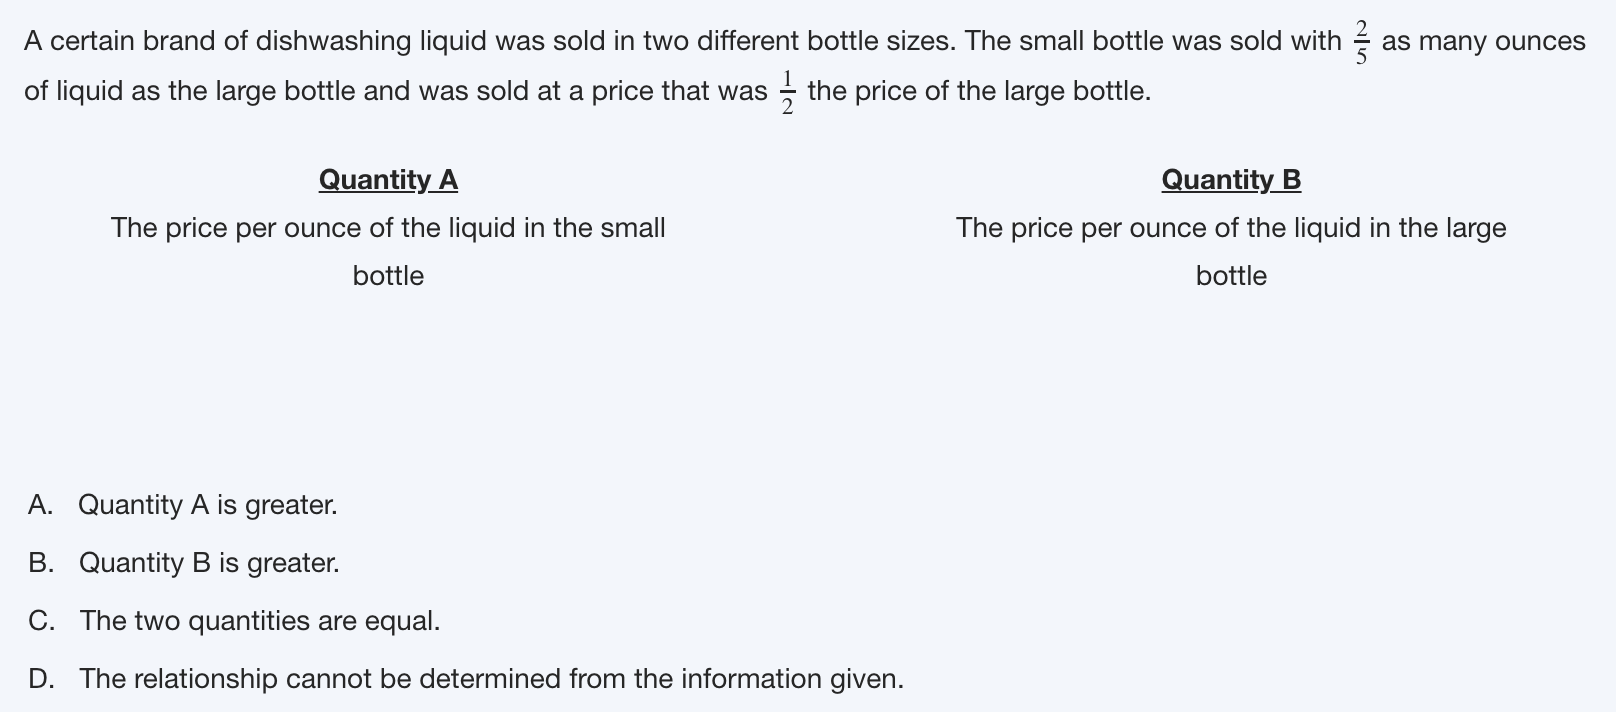 A certain brand of dishwashing liquid was sold in two different bottle sizes. The small bottle was sold with 2/5 as many ounces
of liquid as the large bottle and was sold at a price that was 1/2 the price of the large bottle.
Quantity A
The price per ounce of the liquid in the small
bottle
Quantity B
The price per ounce of the liquid in the large
bottle
A. Quantity A is greater.
B. Quantity B is greater.
C. The two quantities are equal.
D. The relationship cannot be determined from the information given.